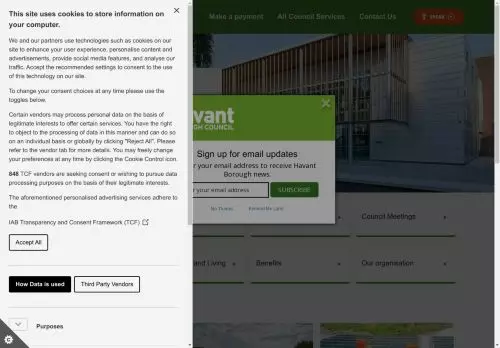 This site uses cookies to store information on
your computer.
We and our partners use technologies such as cookies on
our site to enhance your user experience, personalise content and
advertisements, provide social media features, and analyse our
traffic. Accept the recommended settings to consent to the use
of this technology on our site.
To change your consent choices at any time please use the
toggles below.
Certain vendors may process personal data on the basis of
legitimate interests to offer certain services. You have the right
to object to the processing of data in this manner and can do so
on an individual basis or globally by clicking "Reject All". Please
refer to the vendor tab for more details. You may freely change
your preferences at any time by clicking the Cookie Control icon.
848 TCF vendors are seeking consent or wishing to pursue data
processing purposes on the basis of their legitimate interests.
The aforementioned personalised advertising services adhere to
the
IAB Transparency and Consent Framework (TCF)
Accept All
How Data is used
Third Party Vendors
Purposes
Make a payment
All Council Services
Contact Us
vant
GH COUNCIL
Sign up for email updates
your email address to receive Havant
Borough news.
your email address
SUBSCRIBE
No Thanks
Remind Me Later
Council Meetings
and Living
Benefits
Our organisation